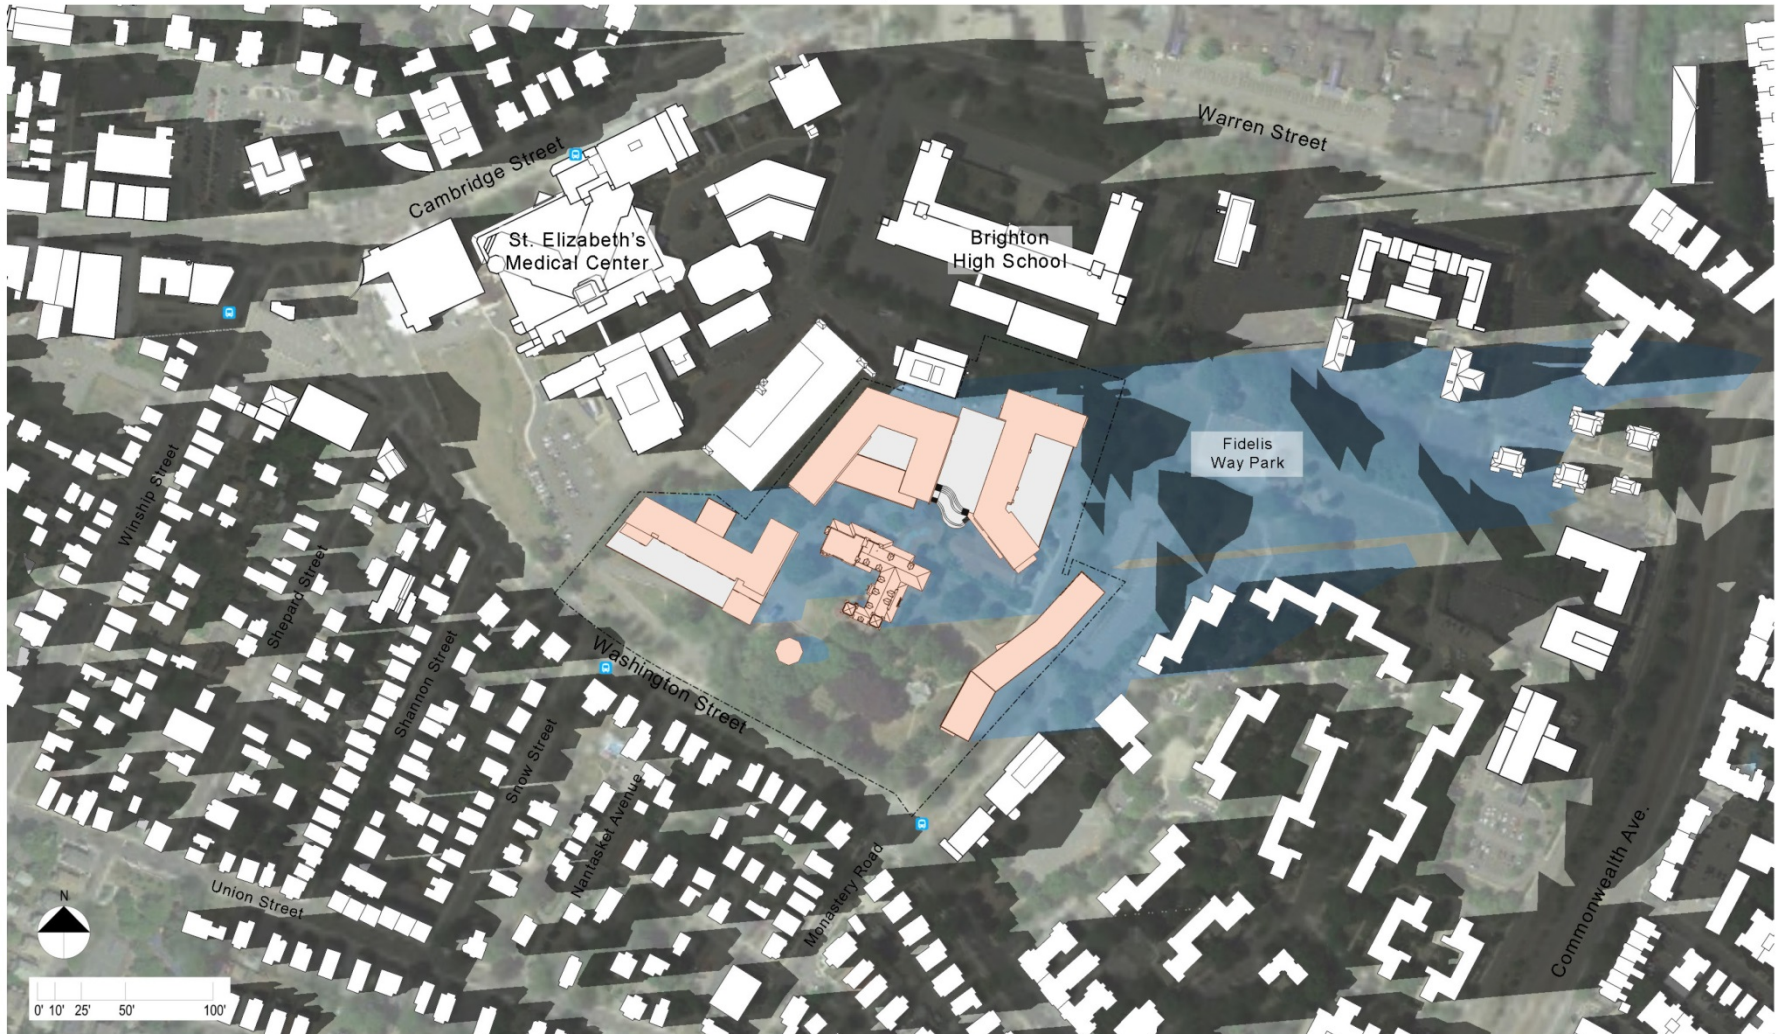 Warren Street
Cambridge Street
St. Elizabeth's
Medical Center
Brighton
High School
Fidelis
Way Park
Winship Street
Shepard Street
Shannon Street
Washington Street
Snow Street
Nantasket Avenue
Union Street
Monastery Road
Commonwealth Ave.
N
0' 10' 25' 50' 100'